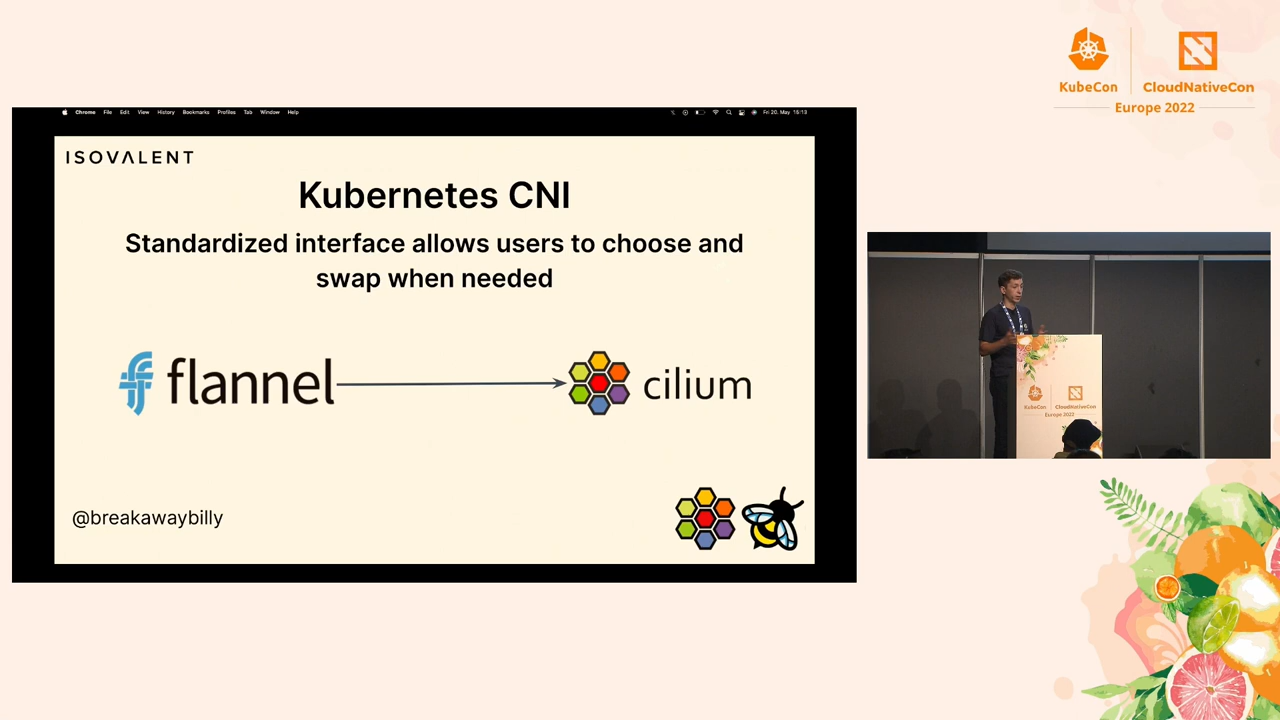 KubeCon
CloudNativeCon
Europe 2022
Chrome File Edit View History Bookmarks Profiles Tab Window Help
Fri 20. May 16:13
ISOVALENT
Kubernetes CNI
Standardized interface allows users to choose and
swap when needed
flannel
cilium
@breakawaybilly
KubeCon
CloudNativeCon
Europe 2022